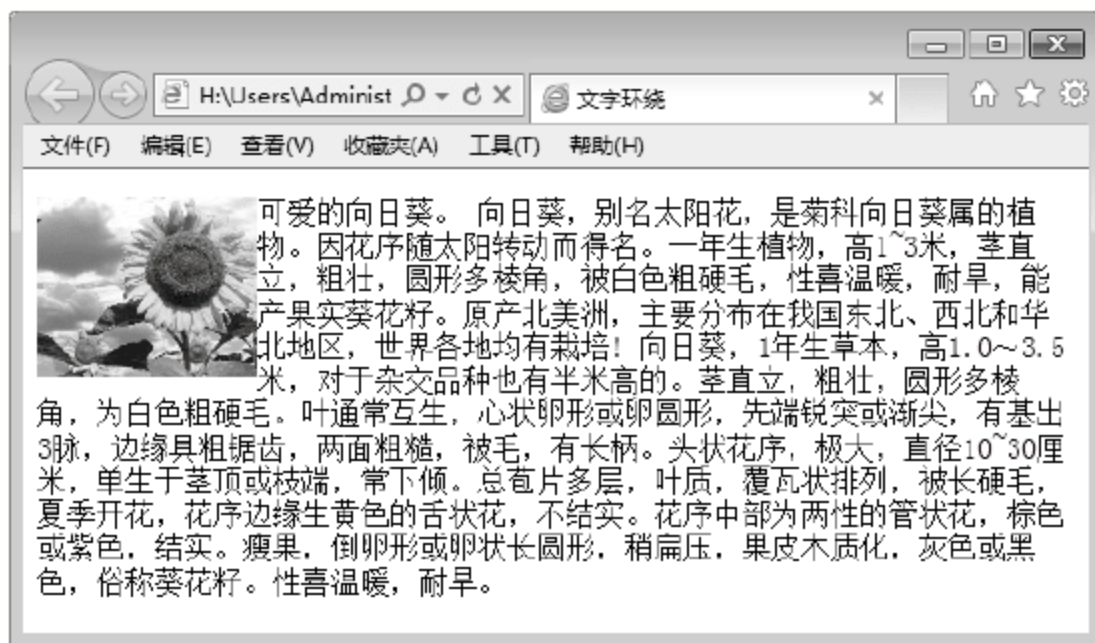 H:\Users\Administ
文字环绕
文件(F) 编辑(E) 查看(V) 收藏夹(A) 工具(T) 帮助(H)
可爱的向日葵。 向日葵，别名太阳花，是菊科向日葵属的植
物。因花序随太阳转动而得名。一年生植物，高1~3米，茎直
立，粗壮，圆形多棱角，被白色粗硬毛，性喜温暖，耐旱，能
产果实葵花籽。原产北美洲，主要分布在我国东北、西北和华
北地区，世界各地均有栽培！向日葵，1年生草本，高1.0～3.5
米，对于杂交品种也有半米高的。茎直立，粗壮，圆形多棱
角，为白色粗硬毛。叶通常互生，心状卵形或卵圆形，先端锐突或渐尖，有基出
3脉，边缘具粗锯齿，两面粗糙，被毛，有长柄。头状花序，极大，直径10~30厘
米，单生于茎顶或枝端，常下倾。总苞片多层，叶质，覆瓦状排列，被长硬毛，
夏季开花，花序边缘生黄色的舌状花，不结实。花序中部为两性的管状花，棕色
或紫色，结实。瘦果，倒卵形或卵状长圆形，稍扁压，果皮木质化，灰色或黑
色，俗称葵花籽。性喜温暖，耐旱。